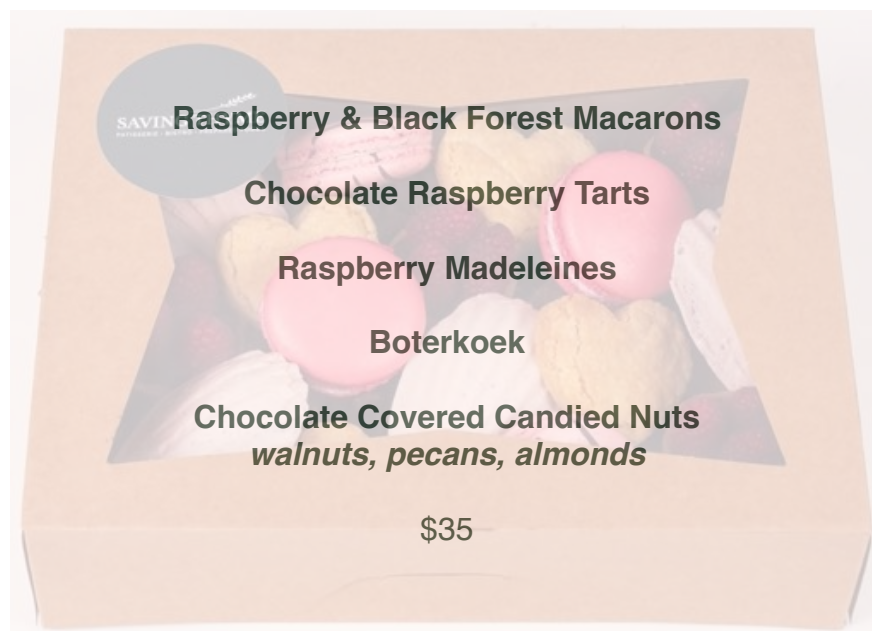 Raspberry & Black Forest Macarons
Chocolate Raspberry Tarts
Raspberry Madeleines
Boterkoek
Chocolate Covered Candied Nuts
walnuts, pecans, almonds
$35